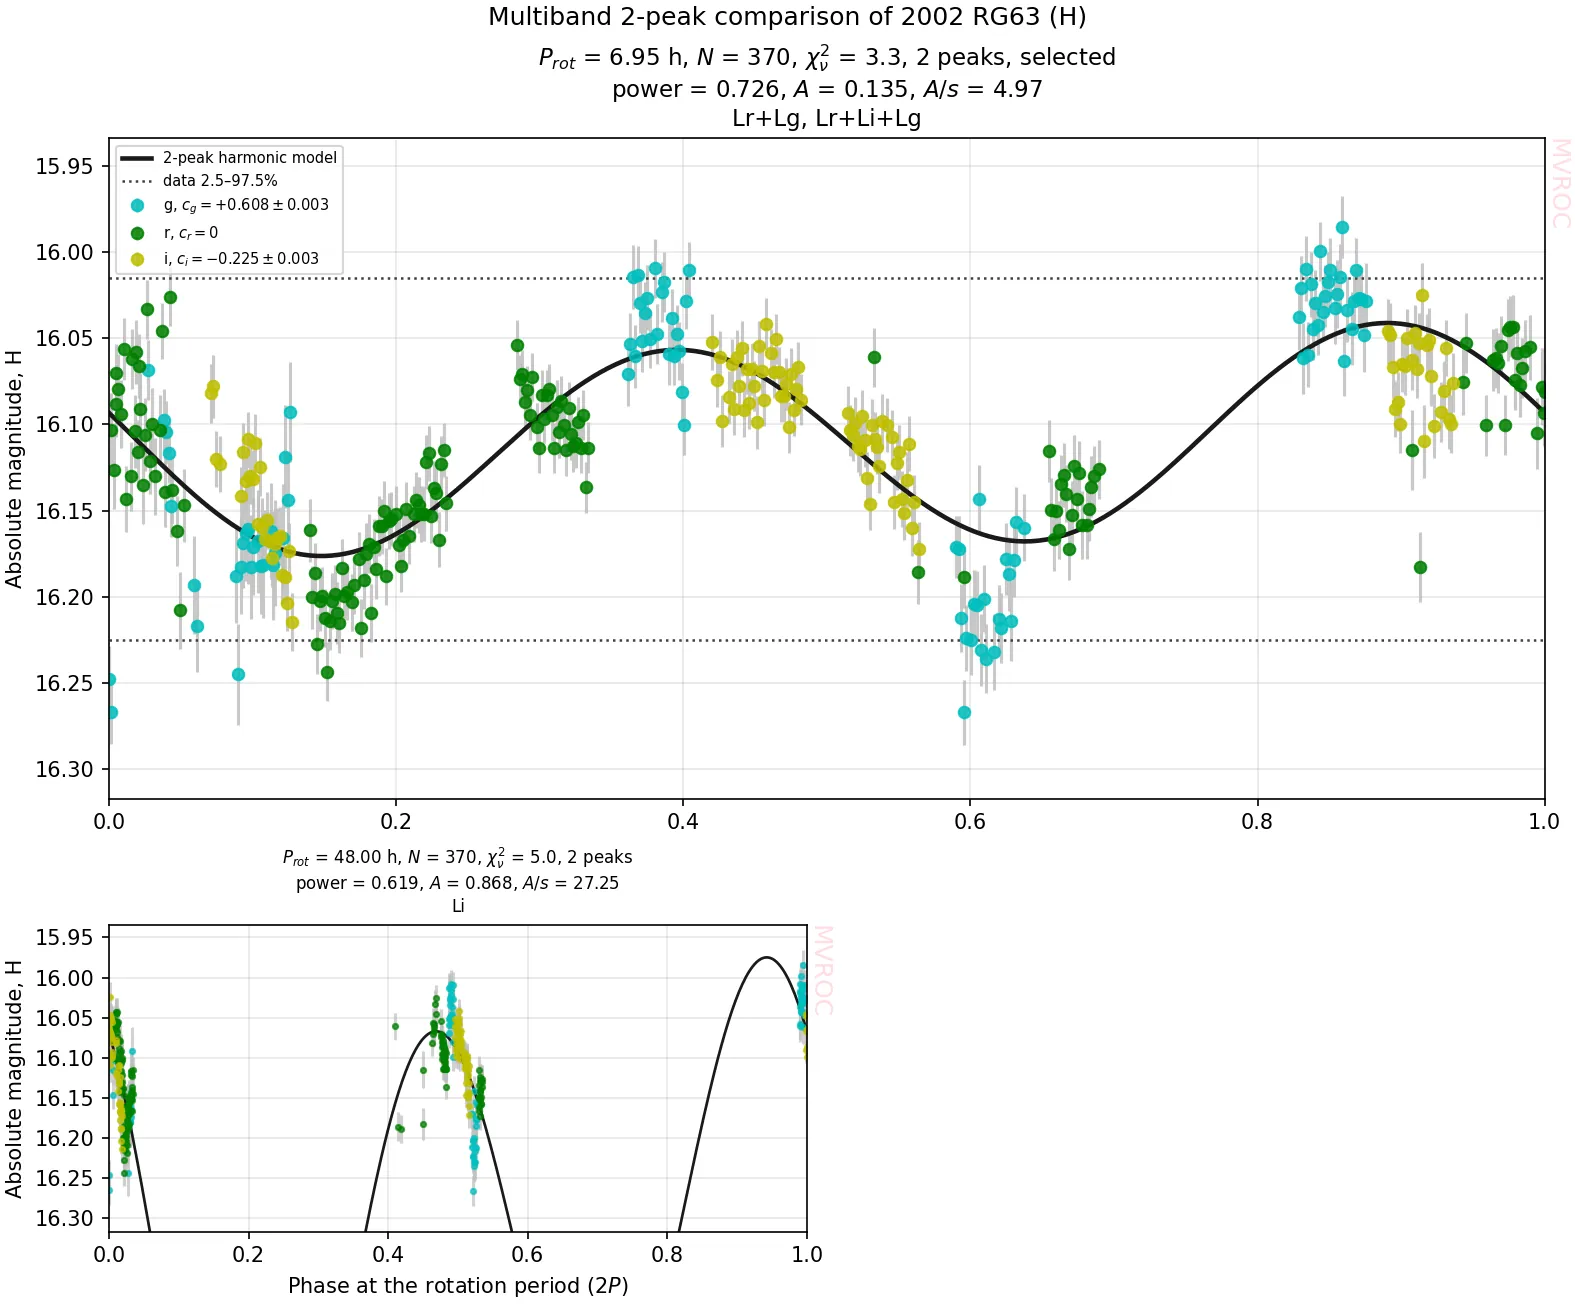 Multiband 2-peak comparison of 2002 RG63 (H)
P_rot = 6.95 h, N = 370, χ²_ν = 3.3, 2 peaks, selected
power = 0.726, A = 0.135, A/s = 4.97
Lr+Lg, Lr+Li+Lg
2-peak harmonic model
data 2.5–97.5%
g, c_g = +0.608 ± 0.003
r, c_r = 0
i, c_i = −0.225 ± 0.003
MVROC
Absolute magnitude, H
15.95
16.00
16.05
16.10
16.15
16.20
16.25
16.30
0.0 0.2 0.4 0.6 0.8 1.0
P_rot = 48.00 h, N = 370, χ²_ν = 5.0, 2 peaks
power = 0.619, A = 0.868, A/s = 27.25
Li
MVROC
Absolute magnitude, H
15.95
16.00
16.05
16.10
16.15
16.20
16.25
16.30
0.0 0.2 0.4 0.6 0.8 1.0
Phase at the rotation period (2P)